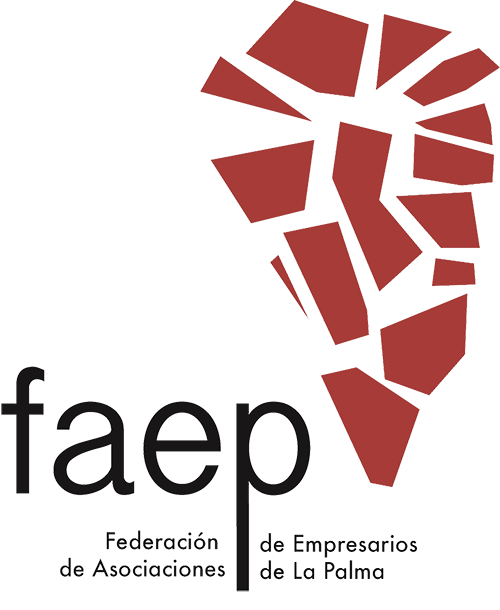 faep
Federación de Asociaciones
de Empresarios de La Palma